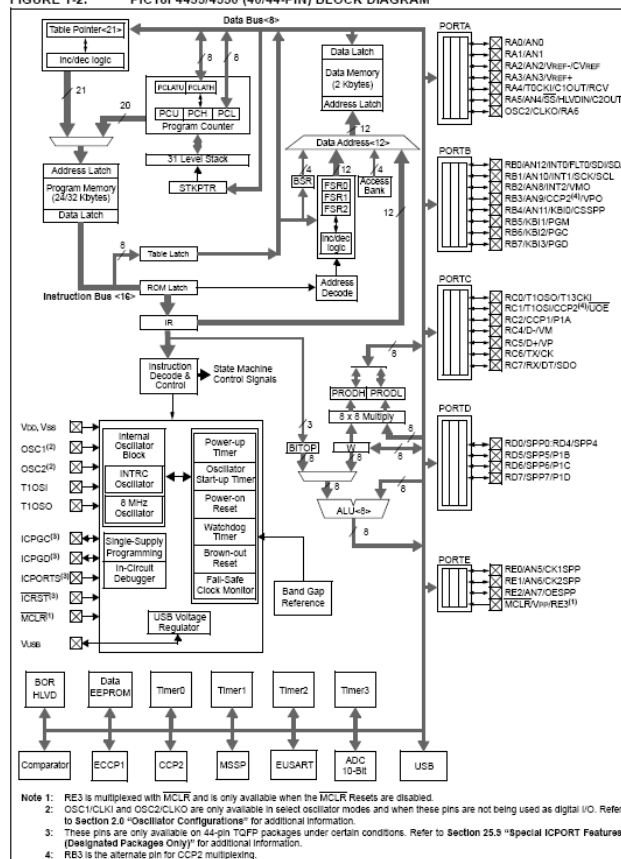 FIGURE 1-2: PIC18F4455/4550 (40/44-PIN) BLOCK DIAGRAM
Data Bus<8>
Table Pointer<21>
inc/dec logic
21
20
8
8
PCLATU PCLATH
PCU PCH PCL
Program Counter
31 Level Stack
STKPTR
Data Latch
Data Memory
(2 Kbytes)
Address Latch
12
Data Address<12>
4
12
4
BSR
FSR0
FSR1
FSR2
Access
Bank
12
inc/dec
logic
Address Latch
Program Memory
(24/32 Kbytes)
Data Latch
8
Table Latch
ROM Latch
Address
Decode
Instruction Bus <16>
IR
Instruction
Decode &
Control
State Machine
Control Signals
8
PRODH PRODL
8 x 8 Multiply
3
BITOP
W
8
8
8
8
8
8
ALU<8>
8
VDD, VSS
OSC1(2)
OSC2(2)
T1OSI
T1OSO
ICPGC(3)
ICPGD(3)
ICPORTS(3)
ICRST(3)
MCLR(1)
VUSB
Internal
Oscillator
Block
INTRC
Oscillator
8 MHz
Oscillator
Single-Supply
Programming
In-Circuit
Debugger
Power-up
Timer
Oscillator
Start-up Timer
Power-on
Reset
Watchdog
Timer
Brown-out
Reset
Fail-Safe
Clock Monitor
Band Gap
Reference
USB Voltage
Regulator
PORTA
RA0/AN0
RA1/AN1
RA2/AN2/VREF-/CVREF
RA3/AN3/VREF+
RA4/T0CKI/C1OUT/RCV
RA5/AN4/SS/HLVDIN/C2OUT
OSC2/CLKO/RA6
PORTB
RB0/AN12/INT0/FLT0/SDI/SDA
RB1/AN10/INT1/SCK/SCL
RB2/AN8/INT2/VMO
RB3/AN9/CCP2(4)/VPO
RB4/AN11/KBI0/CSSPP
RB5/KBI1/PGM
RB6/KBI2/PGC
RB7/KBI3/PGD
PORTC
RC0/T1OSO/T13CKI
RC1/T1OSI/CCP2(4)/UOE
RC2/CCP1/P1A
RC4/D-/VM
RC5/D+/VP
RC6/TX/CK
RC7/RX/DT/SDO
PORTD
RD0/SPP0:RD4/SPP4
RD5/SPP5/P1B
RD6/SPP6/P1C
RD7/SPP7/P1D
PORTE
RE0/AN5/CK1SPP
RE1/AN6/CK2SPP
RE2/AN7/OESPP
MCLR/VPP/RE3(1)
BOR
HLVD
Data
EEPROM
Timer0
Timer1
Timer2
Timer3
Comparator
ECCP1
CCP2
MSSP
EUSART
ADC
10-Bit
USB
Note 1: RE3 is multiplexed with MCLR and is only available when the MCLR Resets are disabled.
2: OSC1/CLKI and OSC2/CLKO are only available in select oscillator modes and when these pins are not being used as digital I/O. Refer
to Section 2.0 “Oscillator Configurations” for additional information.
3: These pins are only available on 44-pin TQFP packages under certain conditions. Refer to Section 25.9 “Special ICPORT Features
(Designated Packages Only)” for additional information.
4: RB3 is the alternate pin for CCP2 multiplexing.